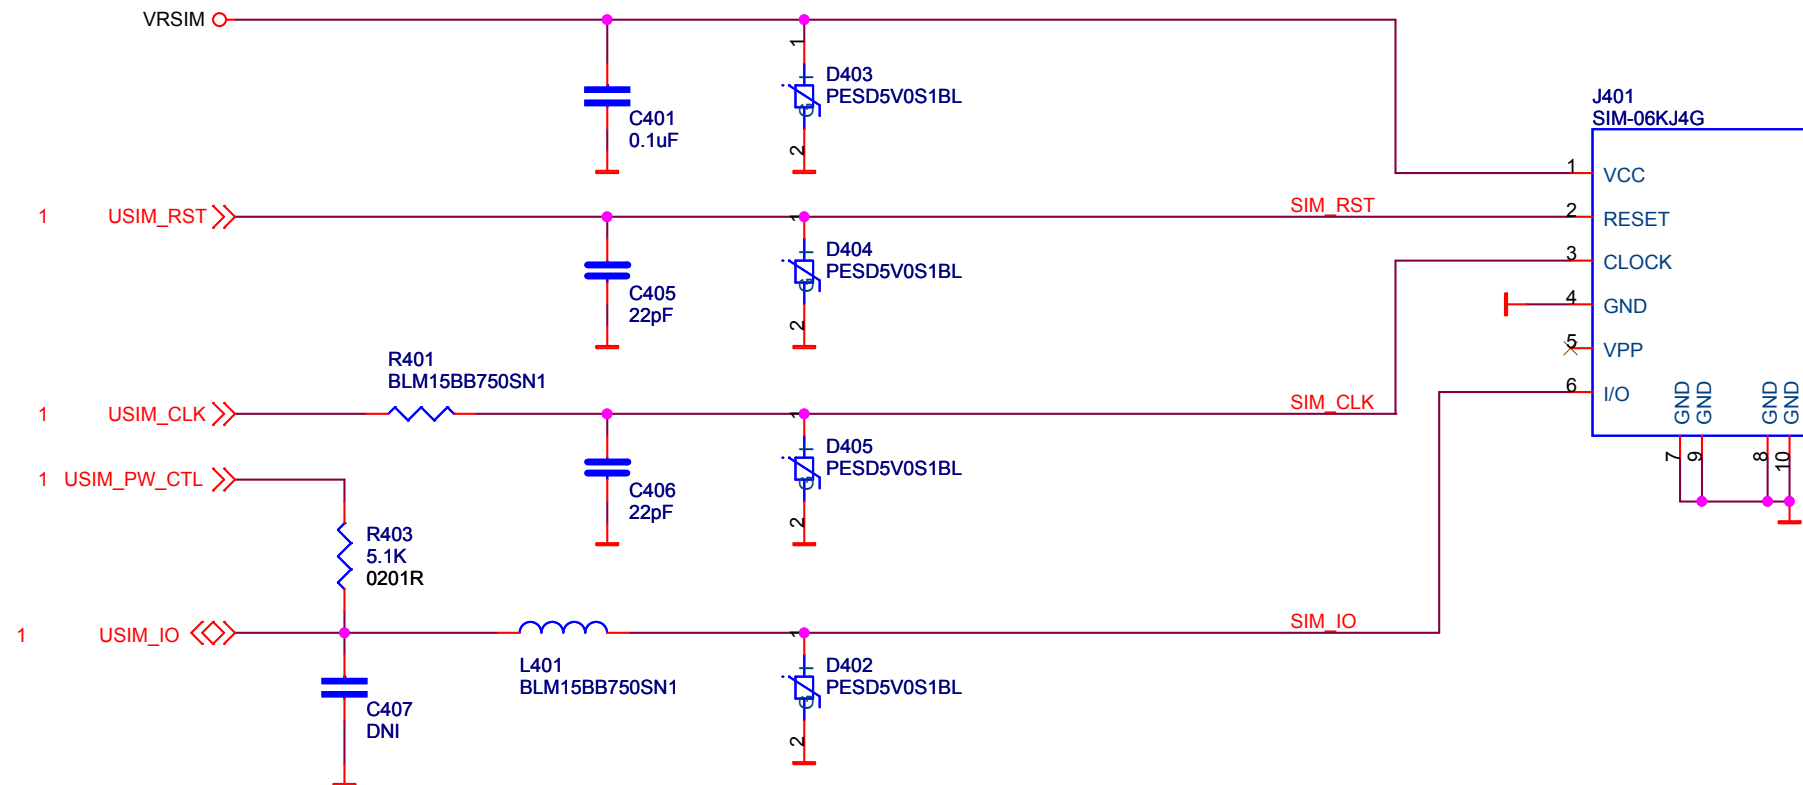 VRSIM
1
D403
PESD5V0S1BL
C401
0.1uF
2
J401
SIM-06KJ4G
1 VCC
1 USIM_RST
1
SIM_RST
2 RESET
D404
PESD5V0S1BL
C405
22pF
2
3 CLOCK
4 GND
5 VPP
6 I/O
GND
GND
GND
GND
7
9
8
10
R401
BLM15BB750SN1
1 USIM_CLK
1
SIM_CLK
D405
PESD5V0S1BL
C406
22pF
2
1 USIM_PW_CTL
R403
5.1K
0201R
1 USIM_IO
1
SIM_IO
L401
BLM15BB750SN1
D402
PESD5V0S1BL
C407
DNI
2